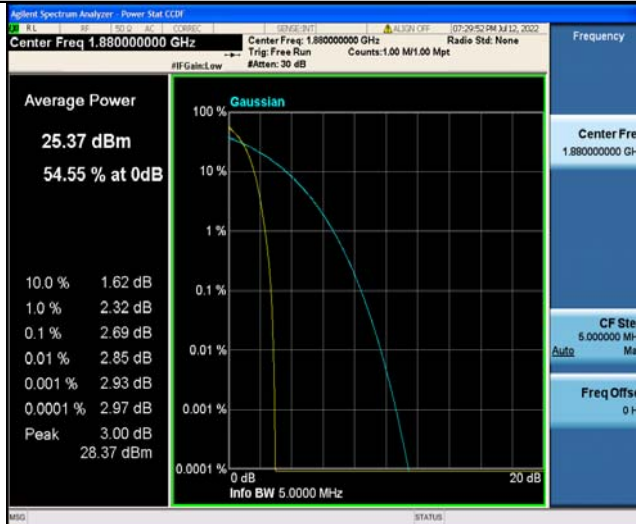 Agilent Spectrum Analyzer - Power Stat CCDF
RL RF 50 Ω AC CORREC SENSE:INT ALIGN OFF 07:29:52 PM Jul 12, 2022
Center Freq 1.880000000 GHz
Center Freq: 1.880000000 GHz Radio Std: None
Trig: Free Run Counts:1.00 M/1.00 Mpt
#IFGain:Low #Atten: 30 dB
Frequency
Average Power
25.37 dBm
54.55 % at 0dB
10.0 % 1.62 dB
1.0 % 2.32 dB
0.1 % 2.69 dB
0.01 % 2.85 dB
0.001 % 2.93 dB
0.0001 % 2.97 dB
Peak 3.00 dB
28.37 dBm
Gaussian
100 %
10 %
1 %
0.1 %
0.01 %
0.001 %
0.0001 %
0 dB 20 dB
Info BW 5.0000 MHz
Center Fre
1.880000000 GH
CF Ste
5.000000 MH
Auto Ma
Freq Offs
0 H
MSG STATUS